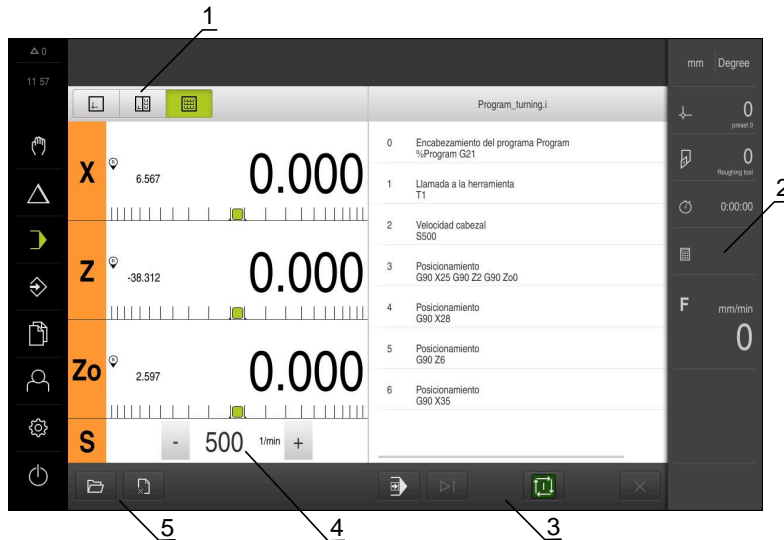 1
0
11 57
mm Degree
Program_turning.i
X
R
6.567
0.000
Z
R
-38.312
0.000
Zo
R
2.597
0.000
S
- 500 1/min +
0 Encabezamiento del programa Program
%Program G21
1 Llamada a la herramienta
T1
2 Velocidad cabezal
S500
3 Posicionamiento
G90 X25 G90 Z2 G90 Zo0
4 Posicionamiento
G90 X28
5 Posicionamiento
G90 Z6
6 Posicionamiento
G90 X35
0
preset 0
0
Roughing tool
0:00:00
2
F mm/min
0
5
4
3